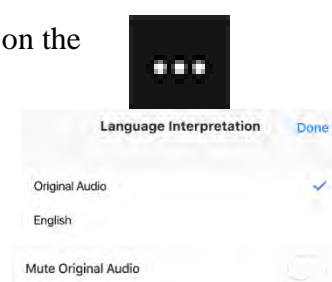 on the
Language Interpretation Done
Original Audio
English
Mute Original Audio